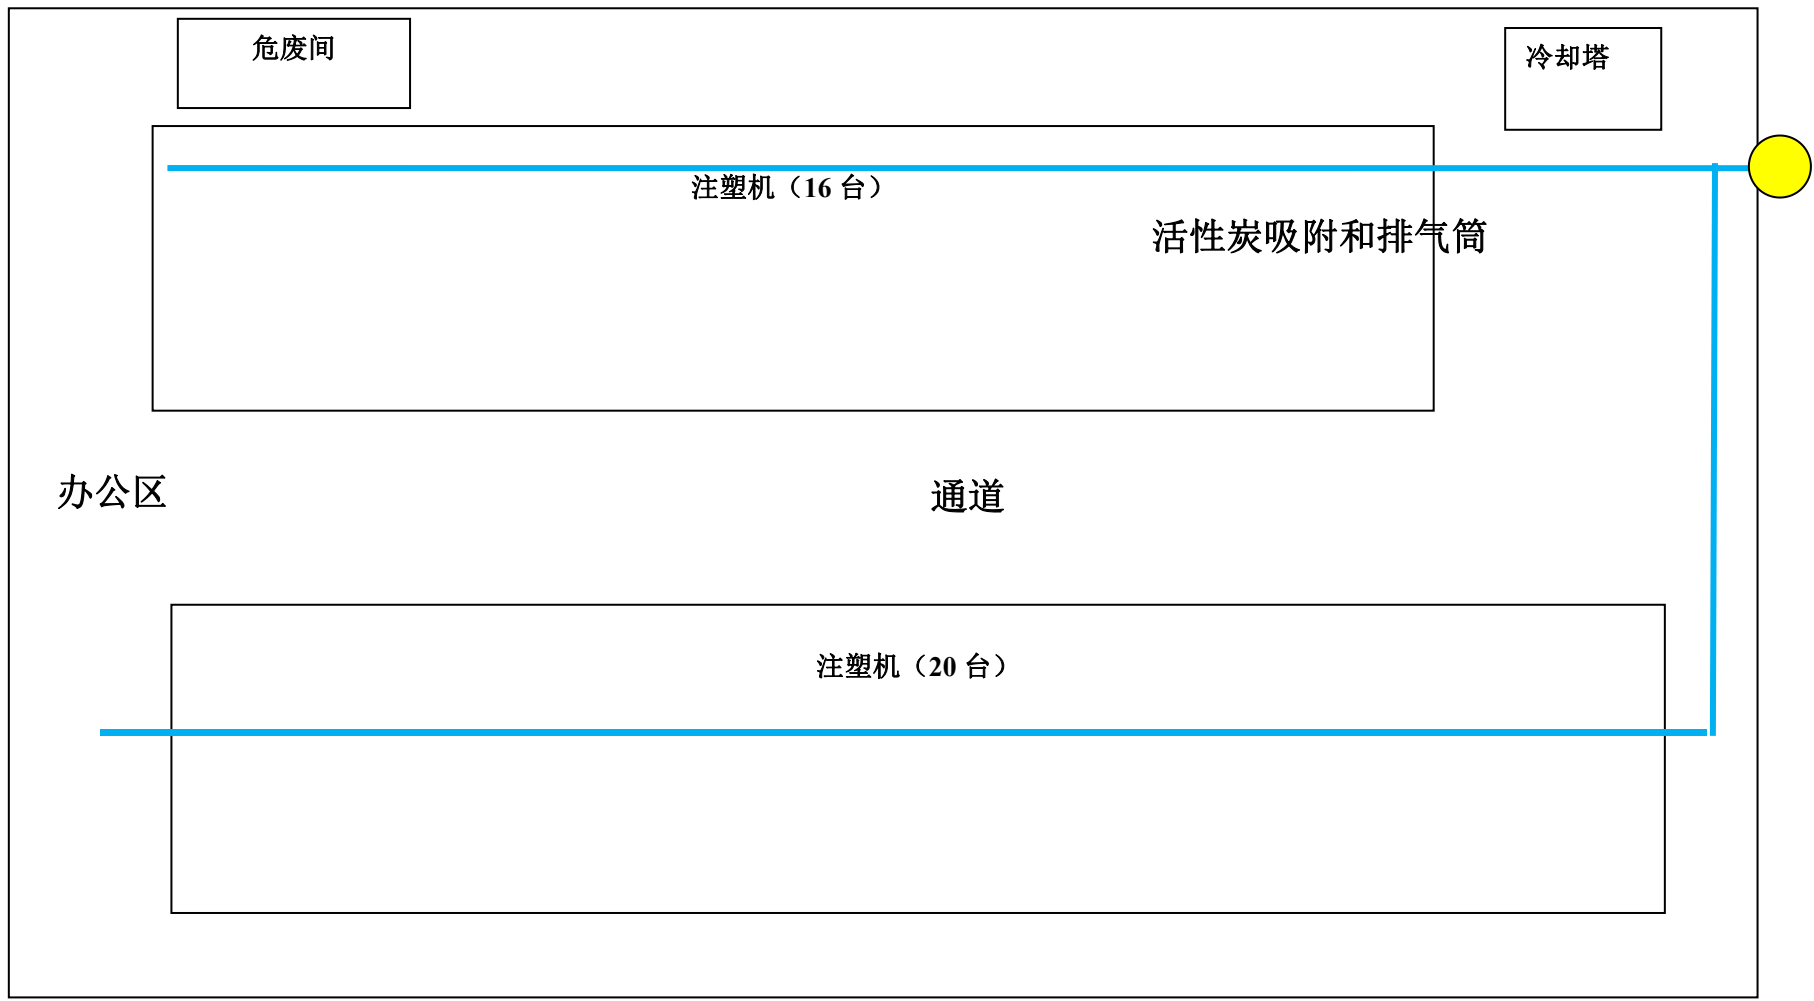 危废间
冷却塔
注塑机（16 台）
活性炭吸附和排气筒
办公区
通道
注塑机（20 台）